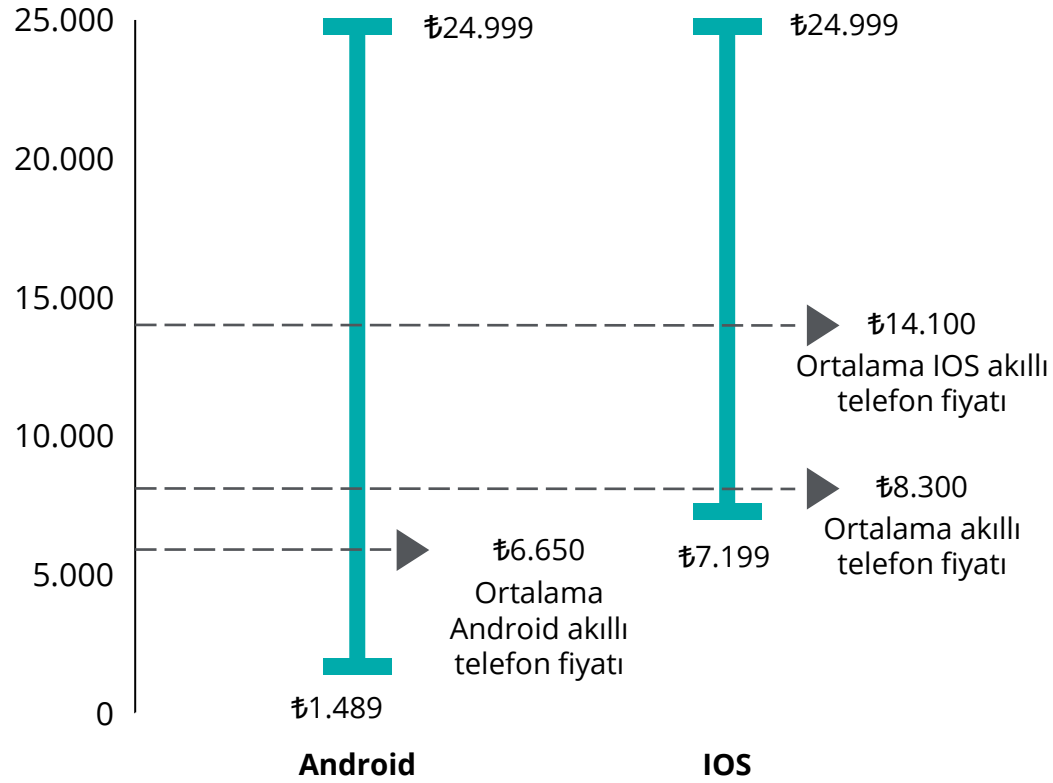 25.000
₺24.999
₺24.999
20.000
15.000
₺14.100
Ortalama IOS akıllı
telefon fiyatı
10.000
₺8.300
Ortalama akıllı
telefon fiyatı
₺7.199
₺6.650
Ortalama
Android akıllı
telefon fiyatı
5.000
₺1.489
0
Android
IOS